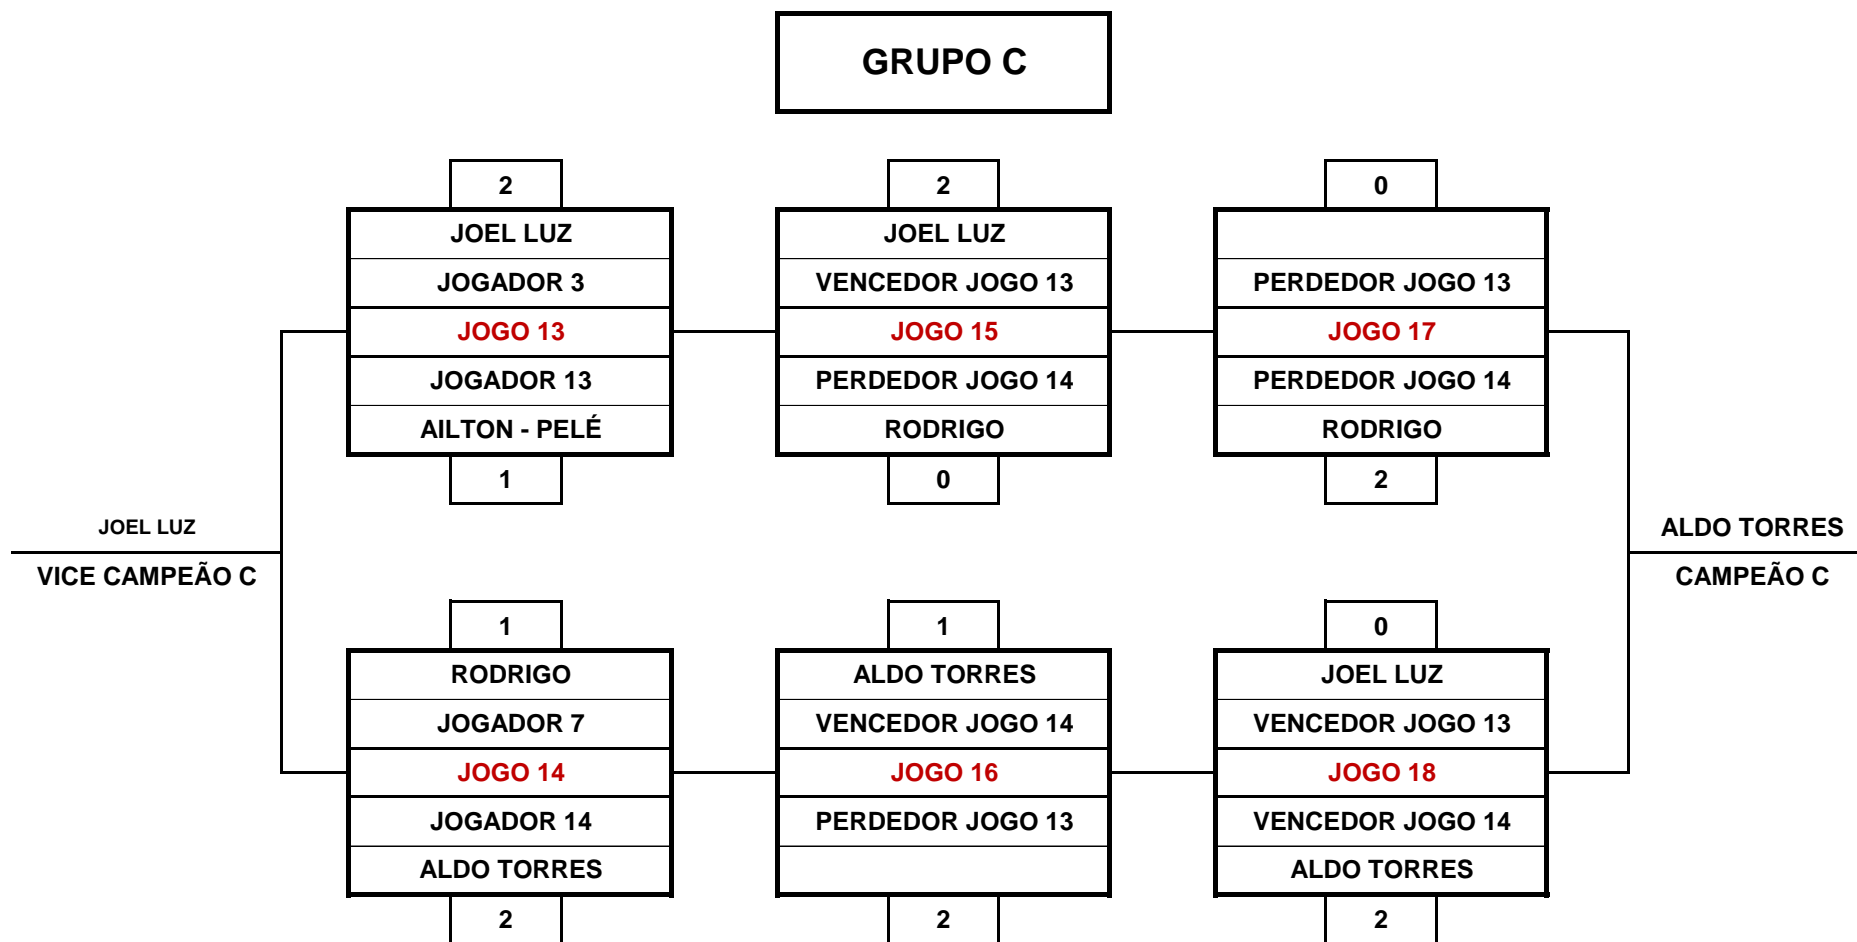 GRUPO C
2
JOEL LUZ
JOGADOR 3
JOGO 13
JOGADOR 13
AILTON - PELÉ
1
2
JOEL LUZ
VENCEDOR JOGO 13
JOGO 15
PERDEDOR JOGO 14
RODRIGO
0
0
PERDEDOR JOGO 13
JOGO 17
PERDEDOR JOGO 14
RODRIGO
2
JOEL LUZ
VICE CAMPEÃO C
ALDO TORRES
CAMPEÃO C
1
RODRIGO
JOGADOR 7
JOGO 14
JOGADOR 14
ALDO TORRES
2
1
ALDO TORRES
VENCEDOR JOGO 14
JOGO 16
PERDEDOR JOGO 13
2
0
JOEL LUZ
VENCEDOR JOGO 13
JOGO 18
VENCEDOR JOGO 14
ALDO TORRES
2